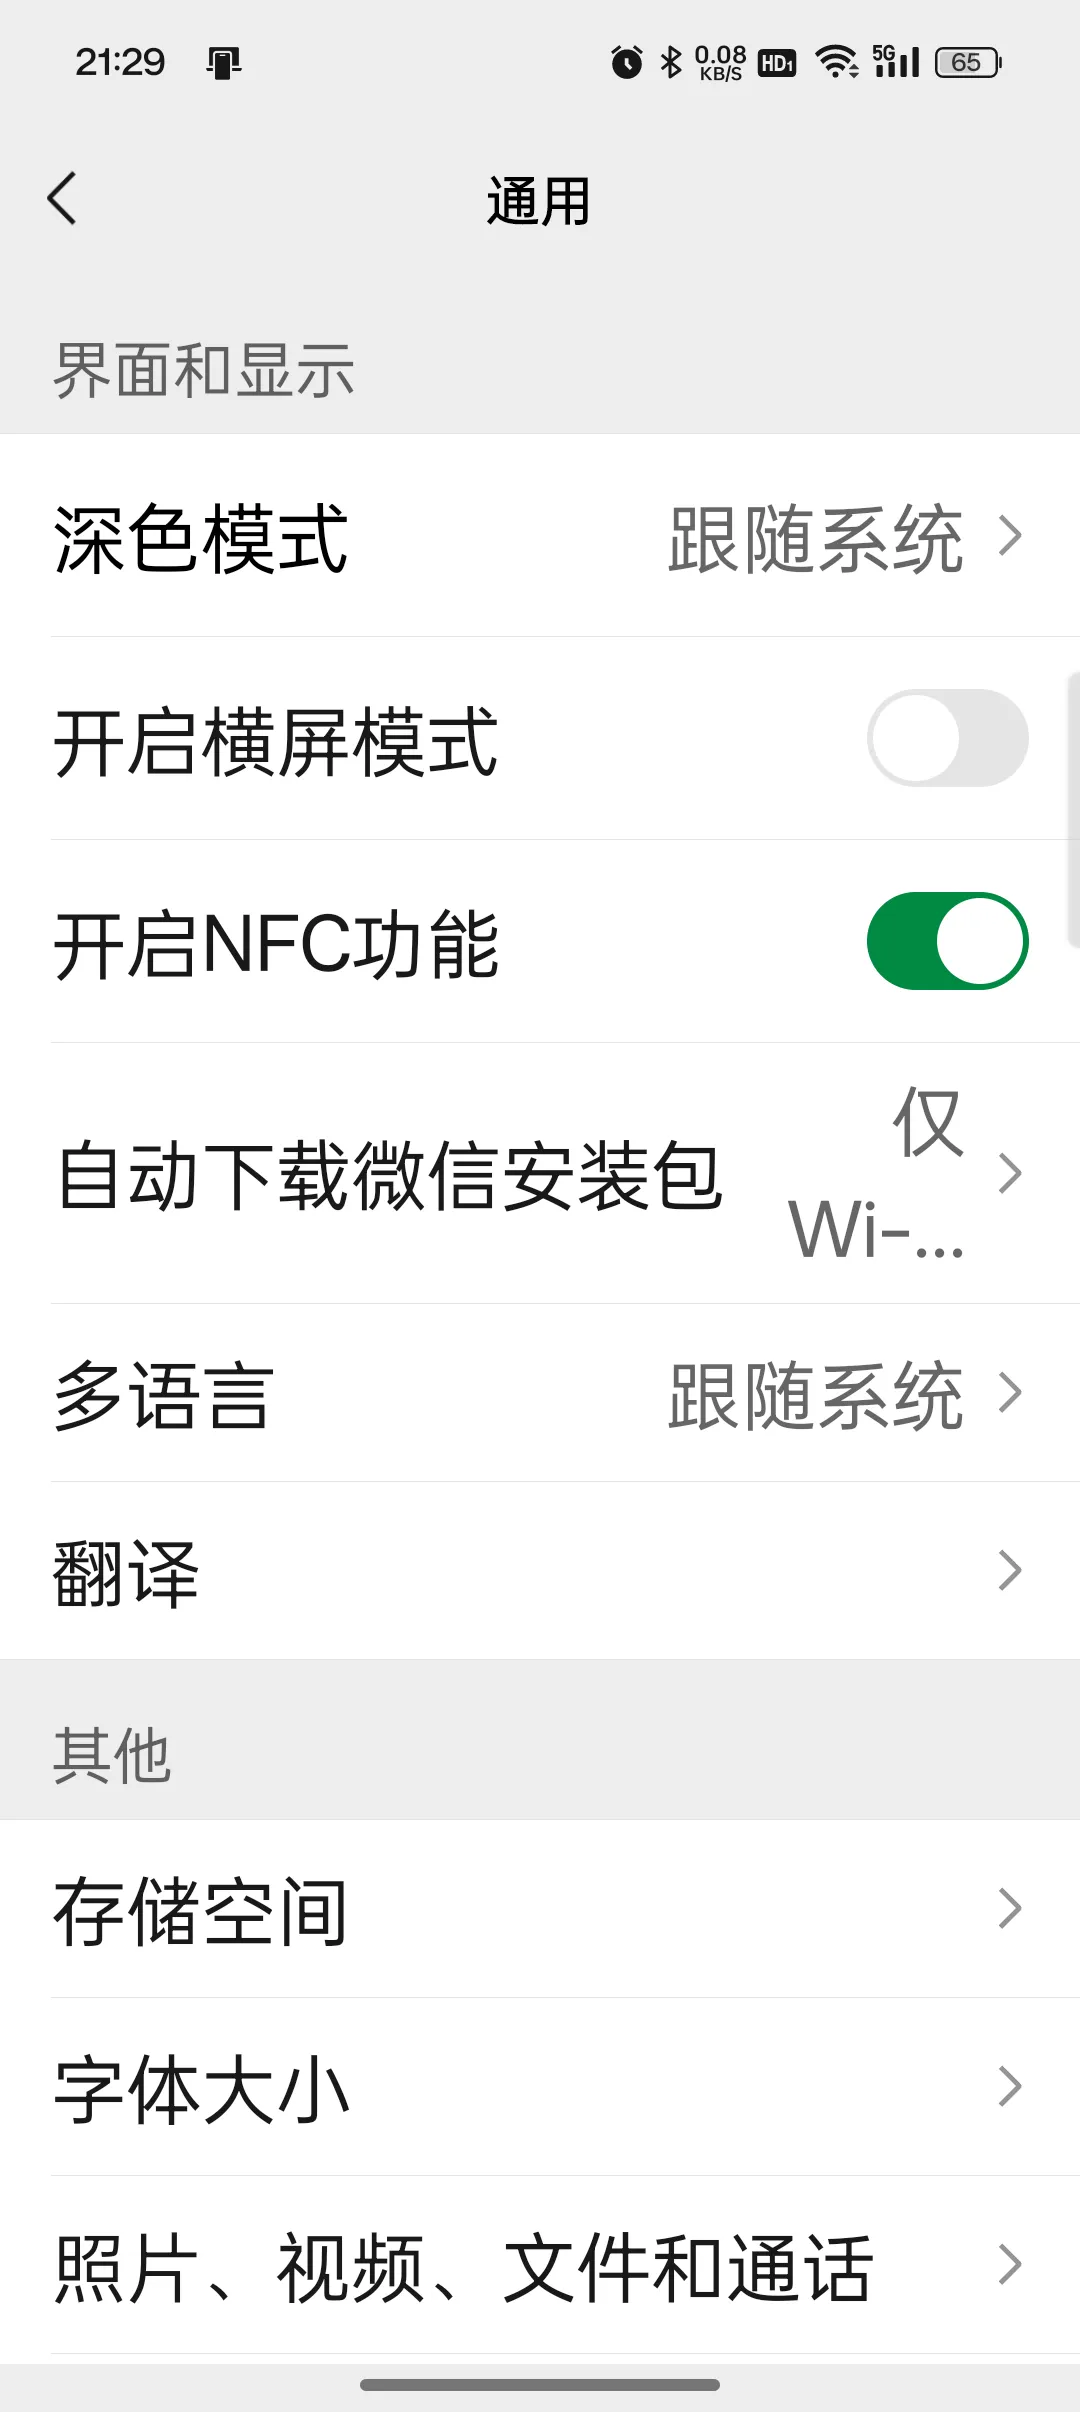 21:29
0.08
KB/S
HD1
5G
65
通用
界面和显示
深色模式
跟随系统
开启横屏模式
开启NFC功能
自动下载微信安装包
仅
Wi-...
多语言
跟随系统
翻译
其他
存储空间
字体大小
照片、视频、文件和通话